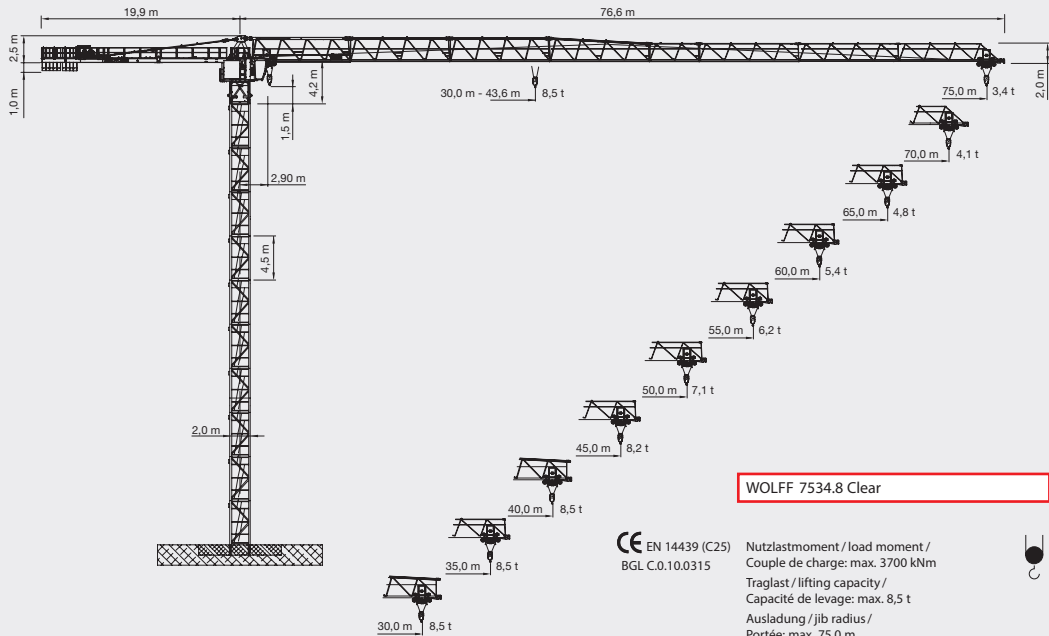 19,9 m
76,6 m
2,5 m
1,0 m
4,2 m
1,5 m
30,0 m - 43,6 m 8,5 t
75,0 m 3,4 t
2,0 m
2,90 m
70,0 m 4,1 t
65,0 m 4,8 t
4,5 m
60,0 m 5,4 t
55,0 m 6,2 t
50,0 m 7,1 t
2,0 m
45,0 m 8,2 t
40,0 m 8,5 t
35,0 m 8,5 t
30,0 m 8,5 t
WOLFF 7534.8 Clear
CE EN 14439 (C25)
BGL C.0.10.0315
Nutzlastmoment / load moment /
Couple de charge: max. 3700 kNm
Traglast / lifting capacity /
Capacité de levage: max. 8,5 t
Ausladung / jib radius /
Portée: max. 75,0 m